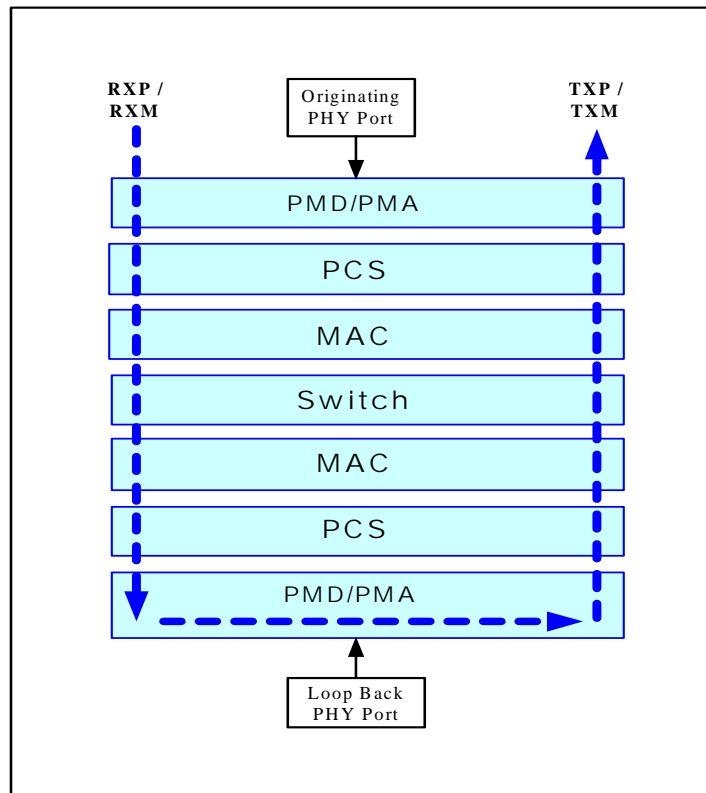 RXP /
RXM
Originating
PHY Port
TXP /
TXM
PMD/PMA
PCS
MAC
Switch
MAC
PCS
PMD/PMA
Loop Back
PHY Port